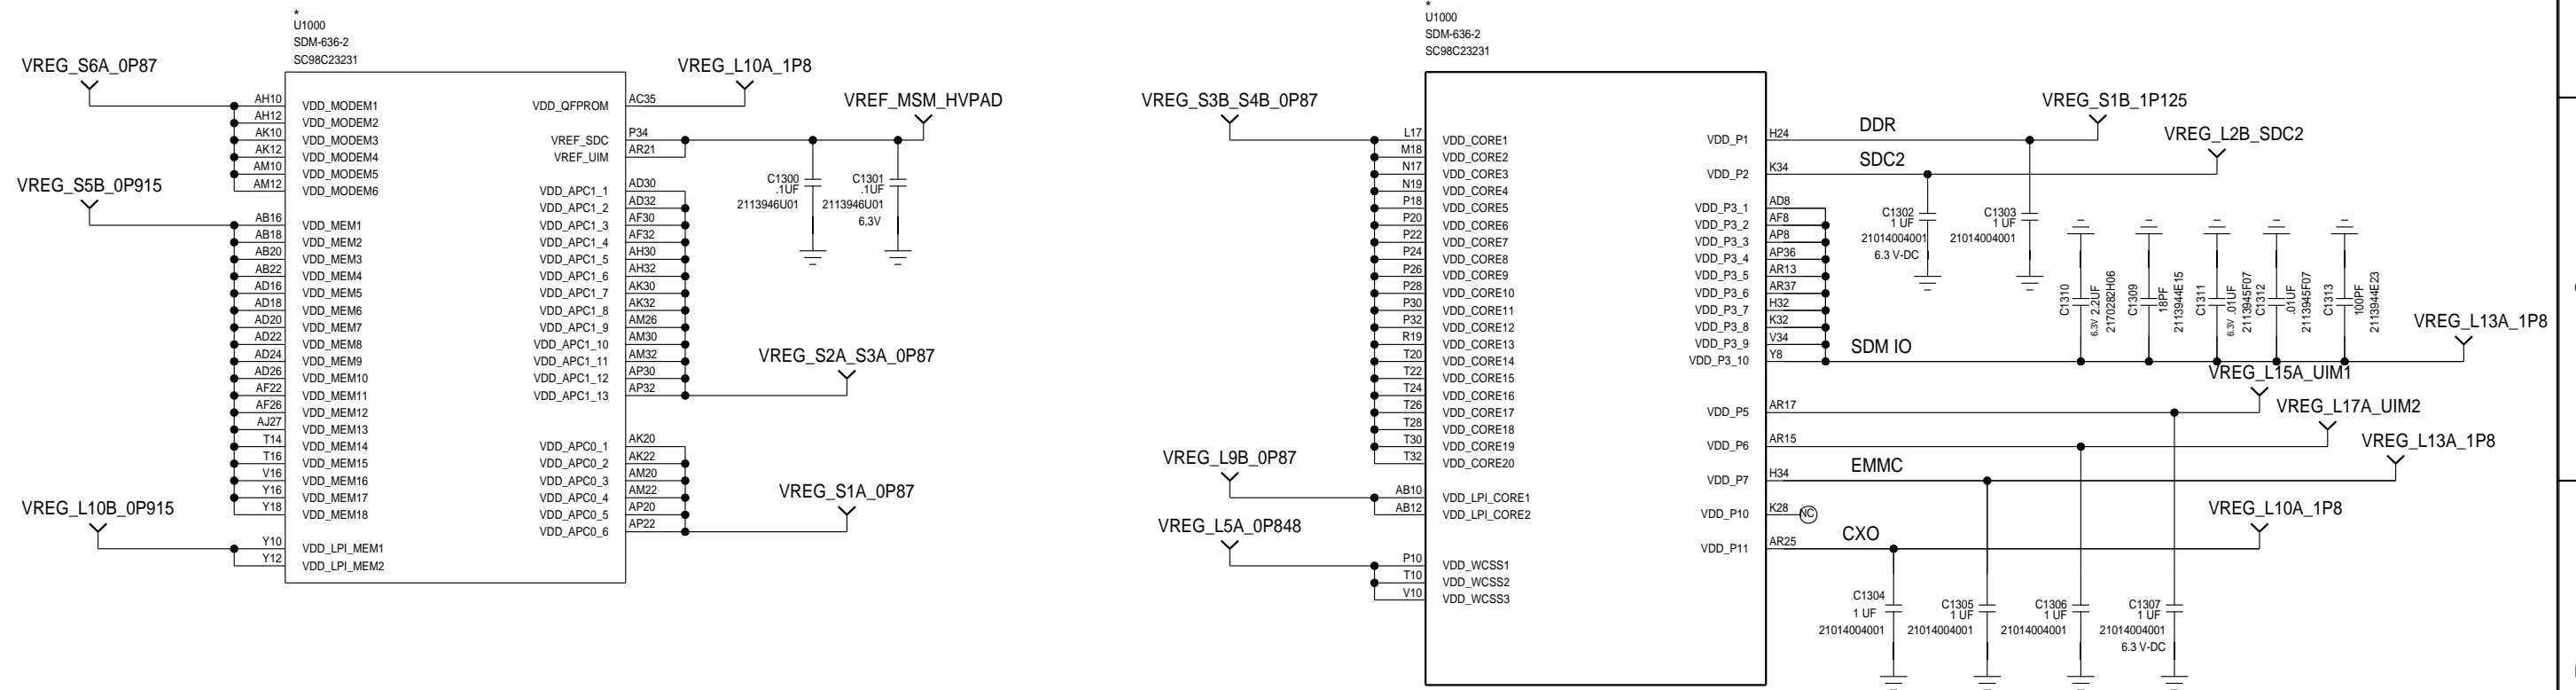 *
U1000
SDM-636-2
SC98C23231
VREG_S6A_0P87
VREG_S5B_0P915
VREG_L10B_0P915
AH10 VDD_MODEM1
AH12 VDD_MODEM2
AK10 VDD_MODEM3
AK12 VDD_MODEM4
AM10 VDD_MODEM5
AM12 VDD_MODEM6
AB16 VDD_MEM1
AB18 VDD_MEM2
AB20 VDD_MEM3
AB22 VDD_MEM4
AD16 VDD_MEM5
AD18 VDD_MEM6
AD20 VDD_MEM7
AD22 VDD_MEM8
AD24 VDD_MEM9
AD26 VDD_MEM10
AF22 VDD_MEM11
AF26 VDD_MEM12
AJ27 VDD_MEM13
T14 VDD_MEM14
T16 VDD_MEM15
V16 VDD_MEM16
Y16 VDD_MEM17
Y18 VDD_MEM18
Y10 VDD_LPI_MEM1
Y12 VDD_LPI_MEM2
VDD_QFPROM AC35
VREF_SDC P34
VREF_UIM AR21
VDD_APC1_1 AD30
VDD_APC1_2 AD32
VDD_APC1_3 AF30
VDD_APC1_4 AF32
VDD_APC1_5 AH30
VDD_APC1_6 AH32
VDD_APC1_7 AK30
VDD_APC1_8 AK32
VDD_APC1_9 AM26
VDD_APC1_10 AM30
VDD_APC1_11 AM32
VDD_APC1_12 AP30
VDD_APC1_13 AP32
VDD_APC0_1 AK20
VDD_APC0_2 AK22
VDD_APC0_3 AM20
VDD_APC0_4 AM22
VDD_APC0_5 AP20
VDD_APC0_6 AP22
VREG_L10A_1P8
VREF_MSM_HVPAD
C1300
.1UF
2113946U01
C1301
.1UF
2113946U01
6.3V
VREG_S2A_S3A_0P87
VREG_S1A_0P87
*
U1000
SDM-636-2
SC98C23231
VREG_S3B_S4B_0P87
VREG_L9B_0P87
VREG_L5A_0P848
L17 VDD_CORE1
M18 VDD_CORE2
N17 VDD_CORE3
N19 VDD_CORE4
P18 VDD_CORE5
P20 VDD_CORE6
P22 VDD_CORE7
P24 VDD_CORE8
P26 VDD_CORE9
P28 VDD_CORE10
P30 VDD_CORE11
P32 VDD_CORE12
R19 VDD_CORE13
T20 VDD_CORE14
T22 VDD_CORE15
T24 VDD_CORE16
T26 VDD_CORE17
T28 VDD_CORE18
T30 VDD_CORE19
T32 VDD_CORE20
AB10 VDD_LPI_CORE1
AB12 VDD_LPI_CORE2
P10 VDD_WCSS1
T10 VDD_WCSS2
V10 VDD_WCSS3
VDD_P1 H24 DDR
VDD_P2 K34 SDC2
VDD_P3_1 AD8
VDD_P3_2 AF8
VDD_P3_3 AP8
VDD_P3_4 AP36
VDD_P3_5 AR13
VDD_P3_6 AR37
VDD_P3_7 H32
VDD_P3_8 K32
VDD_P3_9 V34
VDD_P3_10 Y8 SDM IO
VDD_P5 AR17
VDD_P6 AR15
VDD_P7 H34 EMMC
VDD_P10 K28 NC
VDD_P11 AR25 CXO
VREG_S1B_1P125
VREG_L2B_SDC2
C1302
1 UF
21014004001
6.3 V-DC
C1303
1 UF
21014004001
C1310
6.3V 2.2UF
2170282H06
C1309
18PF
2113944E15
C1311
6.3V .01UF
2113945F07
C1312
.01UF
2113945F07
C1313
100PF
2113944E23
VREG_L13A_1P8
VREG_L15A_UIM1
VREG_L17A_UIM2
VREG_L13A_1P8
VREG_L10A_1P8
C1304
1 UF
21014004001
C1305
1 UF
21014004001
C1306
1 UF
21014004001
C1307
1 UF
21014004001
6.3 V-DC